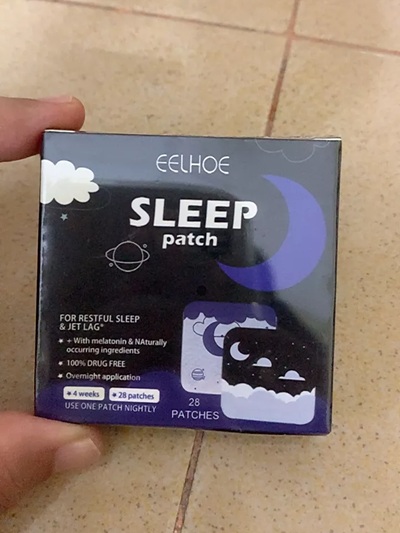 EELHOE
SLEEP
patch
FOR RESTFUL SLEEP
& JET LAG*
+ With melatonin & NAturally
occurring ingredients
100% DRUG FREE
Overnight application
4 weeks
28 patches
USE ONE PATCH NIGHTLY
28
PATCHES